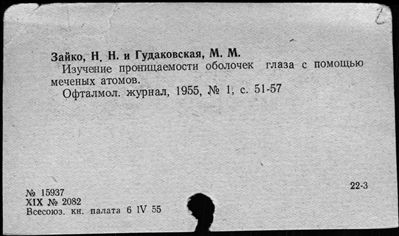 Зайко, Н. Н. и Гудаковская, М. М.
Изучение проницаемости оболочек глаза с помощью
меченых атомов.
Офталмол. журнал, 1955, № 1, с. 51-57
№ 15937
XIX № 2082
Всесоюз. кн. палата 6 IV 55
22-3